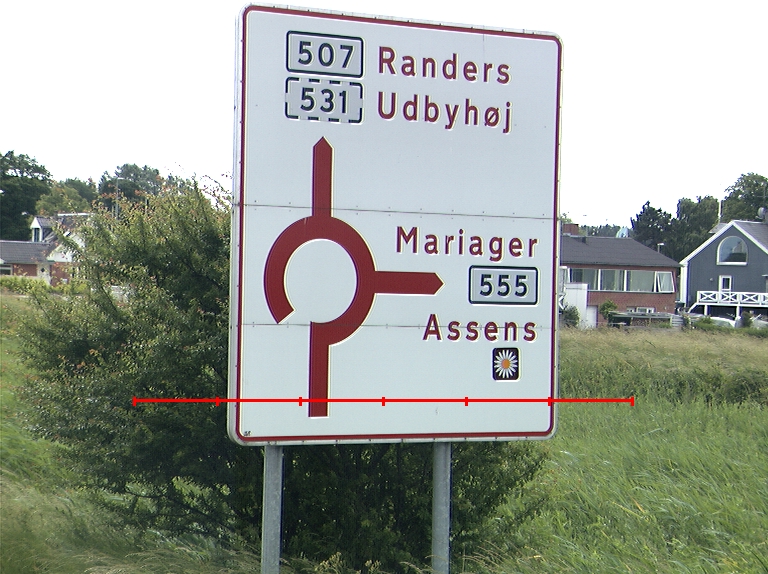 507 Randers
531 Udbyhøj
Mariager
555
Assens